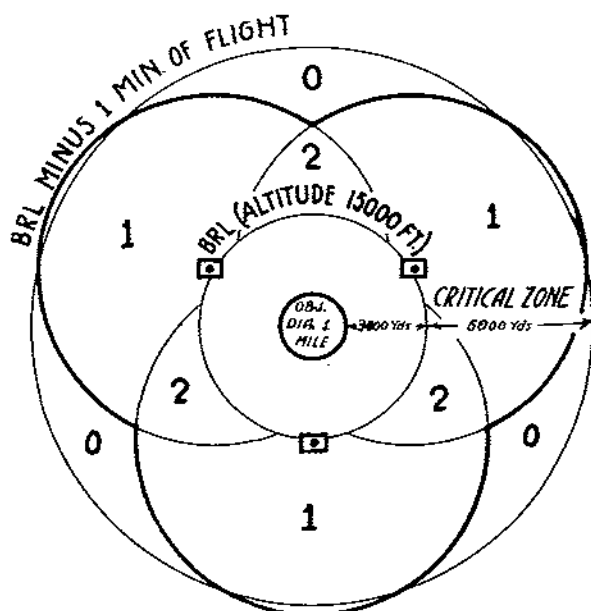 BRL MINUS 1 MIN. OF FLIGHT
0
2
1
1
BRL (ALTITUDE 15000 FT.)
CRITICAL ZONE
OBJ.
DIA. 1
MILE
Yds
6000 Yds
2
2
0
0
1